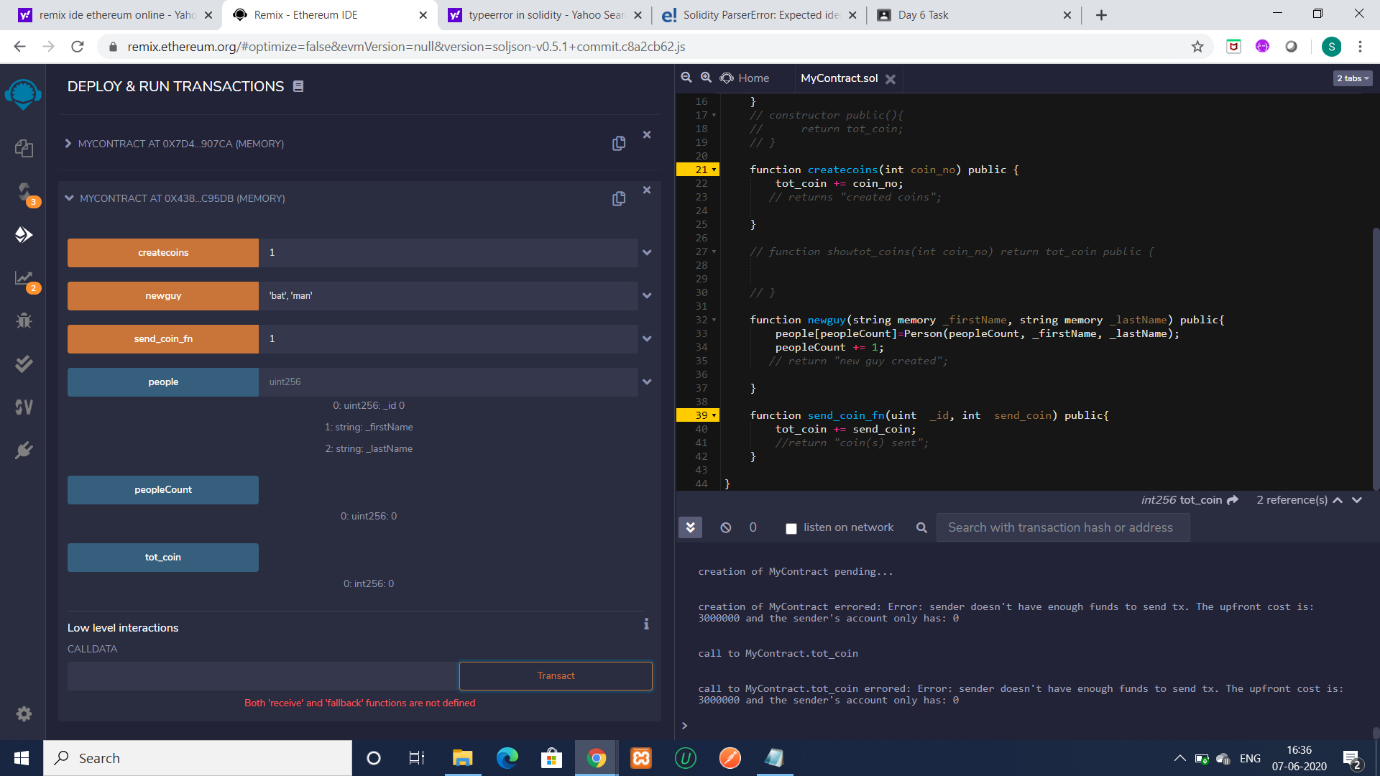 remix ide ethereum online - Yaho
Remix - Ethereum IDE
typeerror in solidity - Yahoo Sear
Solidity ParserError: Expected ide
Day 6 Task
remix.ethereum.org/#optimize=false&evmVersion=null&version=soljson-v0.5.1+commit.c8a2cb62.js
S
DEPLOY & RUN TRANSACTIONS
MYCONTRACT AT 0X7D4...907CA (MEMORY)
MYCONTRACT AT 0X438...C95DB (MEMORY)
3
2
createcoins 1
newguy 'bat', 'man'
send_coin_fn 1
people uint256
0: uint256: _id 0
1: string: _firstName
2: string: _lastName
peopleCount
0: uint256: 0
tot_coin
0: int256: 0
Low level interactions
CALLDATA
Transact
Both 'receive' and 'fallback' functions are not defined
Home
MyContract.sol
2 tabs
16 }
17 // constructor public(){
18 // return tot_coin;
19 // }
20
21 function createcoins(int coin_no) public {
22 tot_coin += coin_no;
23 // returns "created coins";
24
25 }
26
27 // function showtot_coins(int coin_no) return tot_coin public {
28
29
30 // }
31
32 function newguy(string memory _firstName, string memory _lastName) public{
33 people[peopleCount]=Person(peopleCount, _firstName, _lastName);
34 peopleCount += 1;
35 // return "new guy created";
36
37 }
38
39 function send_coin_fn(uint _id, int send_coin) public{
40 tot_coin += send_coin;
41 //return "coin(s) sent";
42 }
43
44 }
int256 tot_coin 2 reference(s)
0 listen on network Search with transaction hash or address
creation of MyContract pending...
creation of MyContract errored: Error: sender doesn't have enough funds to send tx. The upfront cost is:
3000000 and the sender's account only has: 0
call to MyContract.tot_coin
call to MyContract.tot_coin errored: Error: sender doesn't have enough funds to send tx. The upfront cost is:
3000000 and the sender's account only has: 0
>
Search
ENG
16:36
07-06-2020
2